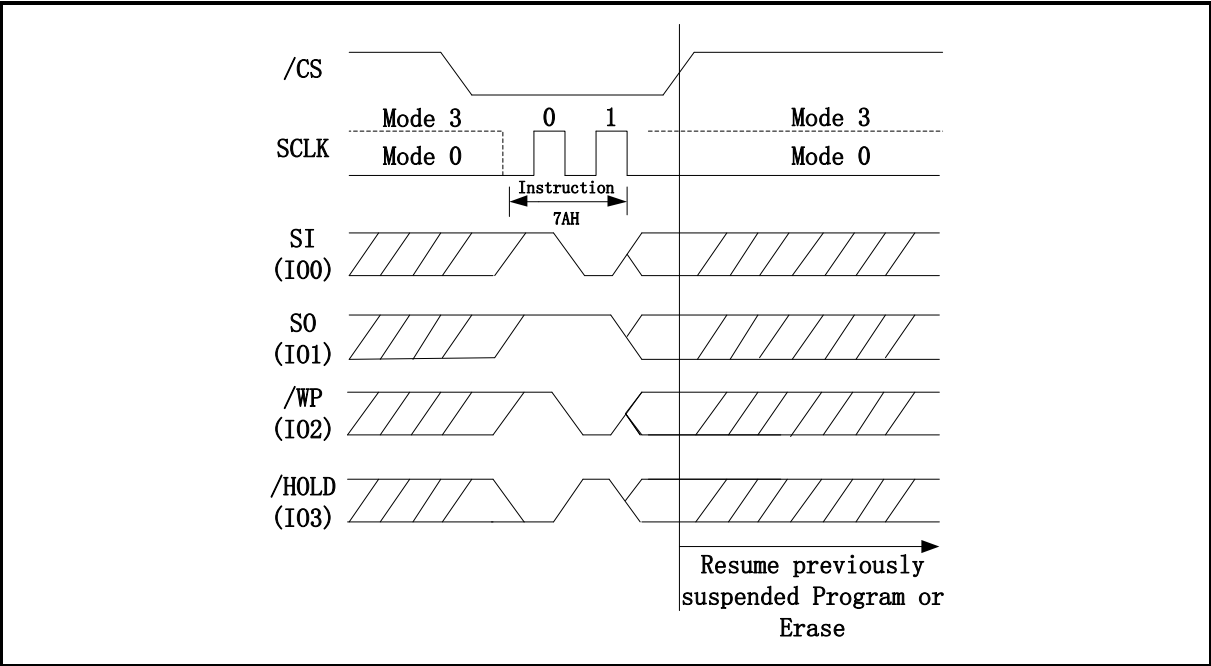 /CS
Mode 3 0 1 Mode 3
SCLK
Mode 0 Mode 0
Instruction
7AH
SI
(IO0)
SO
(IO1)
/WP
(IO2)
/HOLD
(IO3)
Resume previously
suspended Program or
Erase